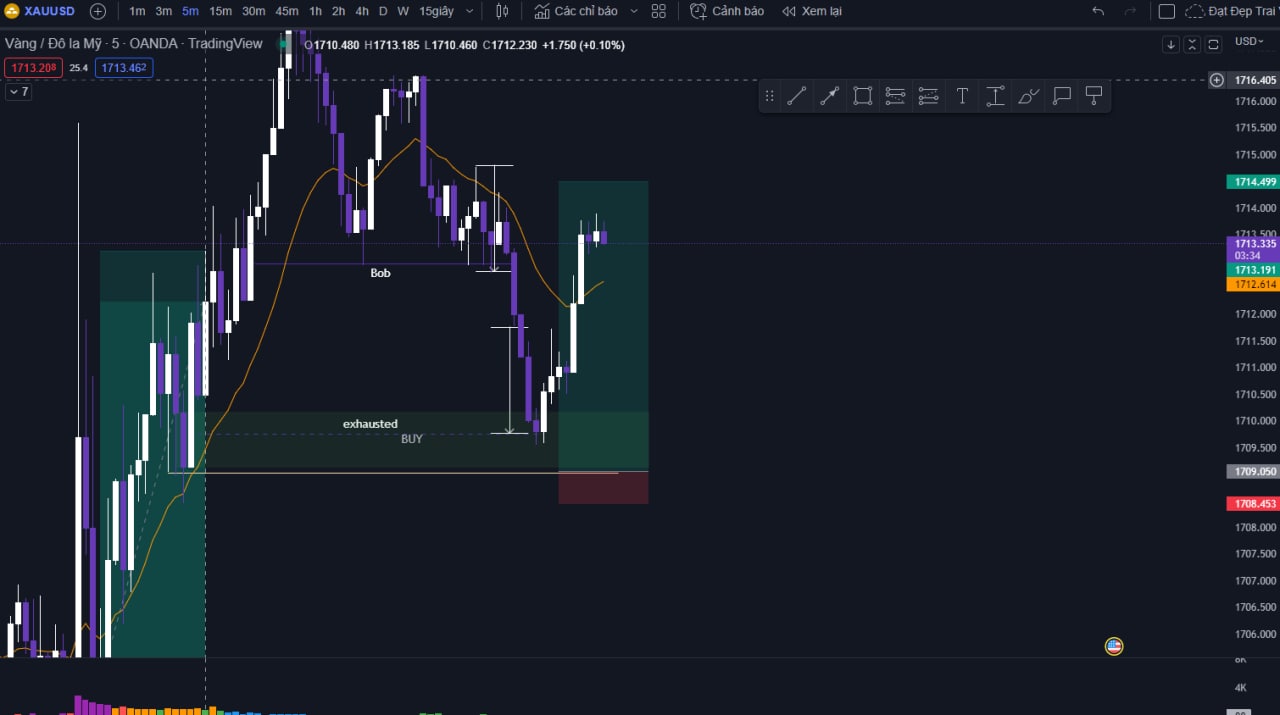 XAUUSD 1m 3m 5m 15m 30m 45m 1h 2h 4h D W 15giây Các chỉ báo Cảnh báo Xem lại Đạt Đẹp Trai
Vàng / Đô la Mỹ · 5 · OANDA · TradingView O1710.480 H1713.185 L1710.460 C1712.230 +1.750 (+0.10%) USD
1713.208 25.4 1713.462
7
1716.405
1716.000
1715.500
1715.000
1714.499
1714.000
1713.500
1713.335
03:34
1713.191
1712.614
1712.000
1711.500
1711.000
1710.500
1710.000
1709.500
1709.050
1708.453
1708.000
1707.500
1707.000
1706.500
1706.000
Bob
exhausted
BUY
T
8K
4K